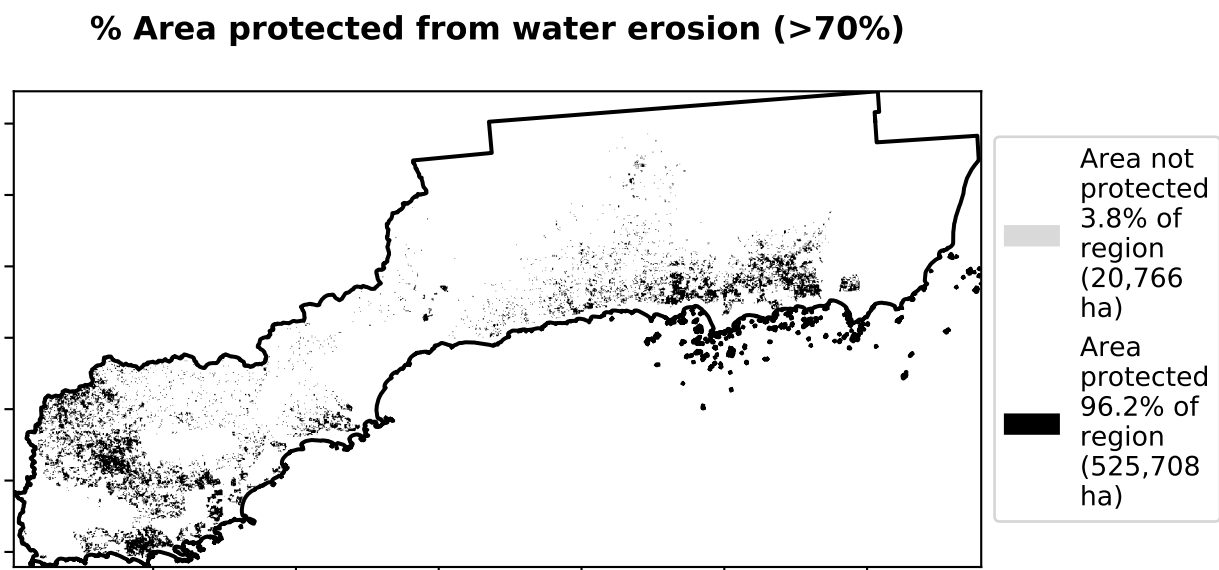 % Area protected from water erosion (>70%)
Area not
protected
3.8% of
region
(20,766
ha)
Area
protected
96.2% of
region
(525,708
ha)